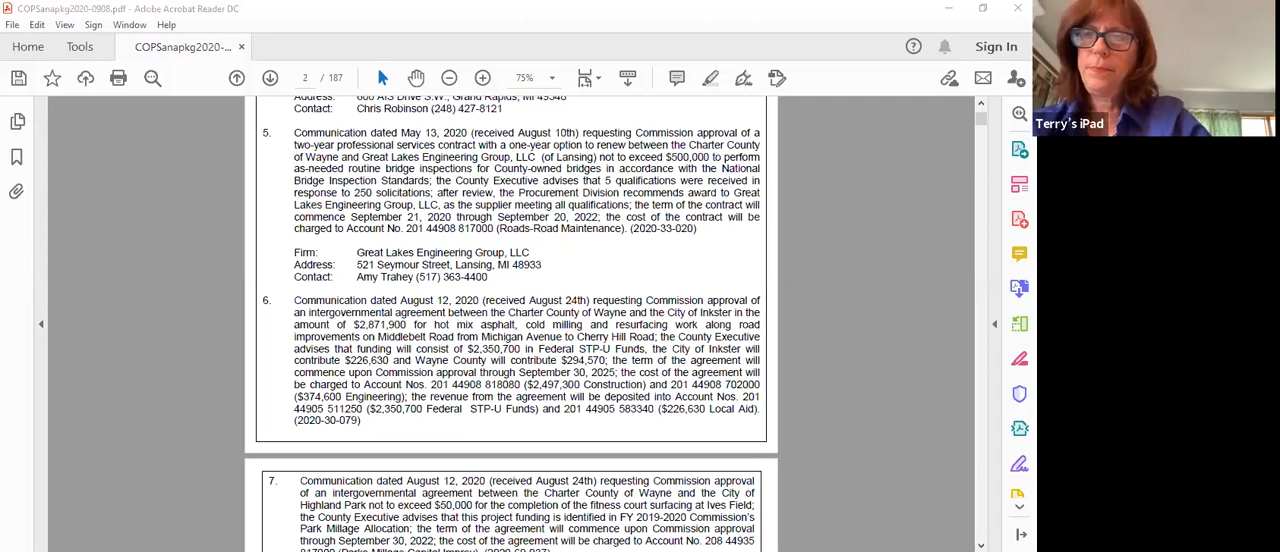 COPSanapkg2020-0908.pdf - Adobe Acrobat Reader DC
File Edit View Sign Window Help
Home Tools COPSanapkg2020-... × Sign In
2 / 187 75%
Address: 600 AIS Drive S.W., Grand Rapids, MI 49548
Contact: Chris Robinson (248) 427-8121
5. Communication dated May 13, 2020 (received August 10th) requesting Commission approval of a
two-year professional services contract with a one-year option to renew between the Charter County
of Wayne and Great Lakes Engineering Group, LLC (of Lansing) not to exceed $500,000 to perform
as-needed routine bridge inspections for County-owned bridges in accordance with the National
Bridge Inspection Standards; the County Executive advises that 5 qualifications were received in
response to 250 solicitations; after review, the Procurement Division recommends award to Great
Lakes Engineering Group, LLC, as the supplier meeting all qualifications; the term of the contract will
commence September 21, 2020 through September 20, 2022; the cost of the contract will be
charged to Account No. 201 44908 817000 (Roads-Road Maintenance). (2020-33-020)
Firm: Great Lakes Engineering Group, LLC
Address: 521 Seymour Street, Lansing, MI 48933
Contact: Amy Trahey (517) 363-4400
6. Communication dated August 12, 2020 (received August 24th) requesting Commission approval of
an intergovernmental agreement between the Charter County of Wayne and the City of Inkster in the
amount of $2,871,900 for hot mix asphalt, cold milling and resurfacing work along road
improvements on Middlebelt Road from Michigan Avenue to Cherry Hill Road; the County Executive
advises that funding will consist of $2,350,700 in Federal STP-U Funds, the City of Inkster will
contribute $226,630 and Wayne County will contribute $294,570; the term of the agreement will
commence upon Commission approval through September 30, 2025; the cost of the agreement will
be charged to Account Nos. 201 44908 818080 ($2,497,300 Construction) and 201 44908 702000
($374,600 Engineering); the revenue from the agreement will be deposited into Account Nos. 201
44905 511250 ($2,350,700 Federal STP-U Funds) and 201 44905 583340 ($226,630 Local Aid).
(2020-30-079)
7. Communication dated August 12, 2020 (received August 24th) requesting Commission approval
of an intergovernmental agreement between the Charter County of Wayne and the City of
Highland Park not to exceed $50,000 for the completion of the fitness court surfacing at Ives Field;
the County Executive advises that this project funding is identified in FY 2019-2020 Commission's
Park Millage Allocation; the term of the agreement will commence upon Commission approval
through September 30, 2022; the cost of the agreement will be charged to Account No. 208 44935
817000 (Parks Millage Capital Improv). (2020-69-027)
Terry's iPad